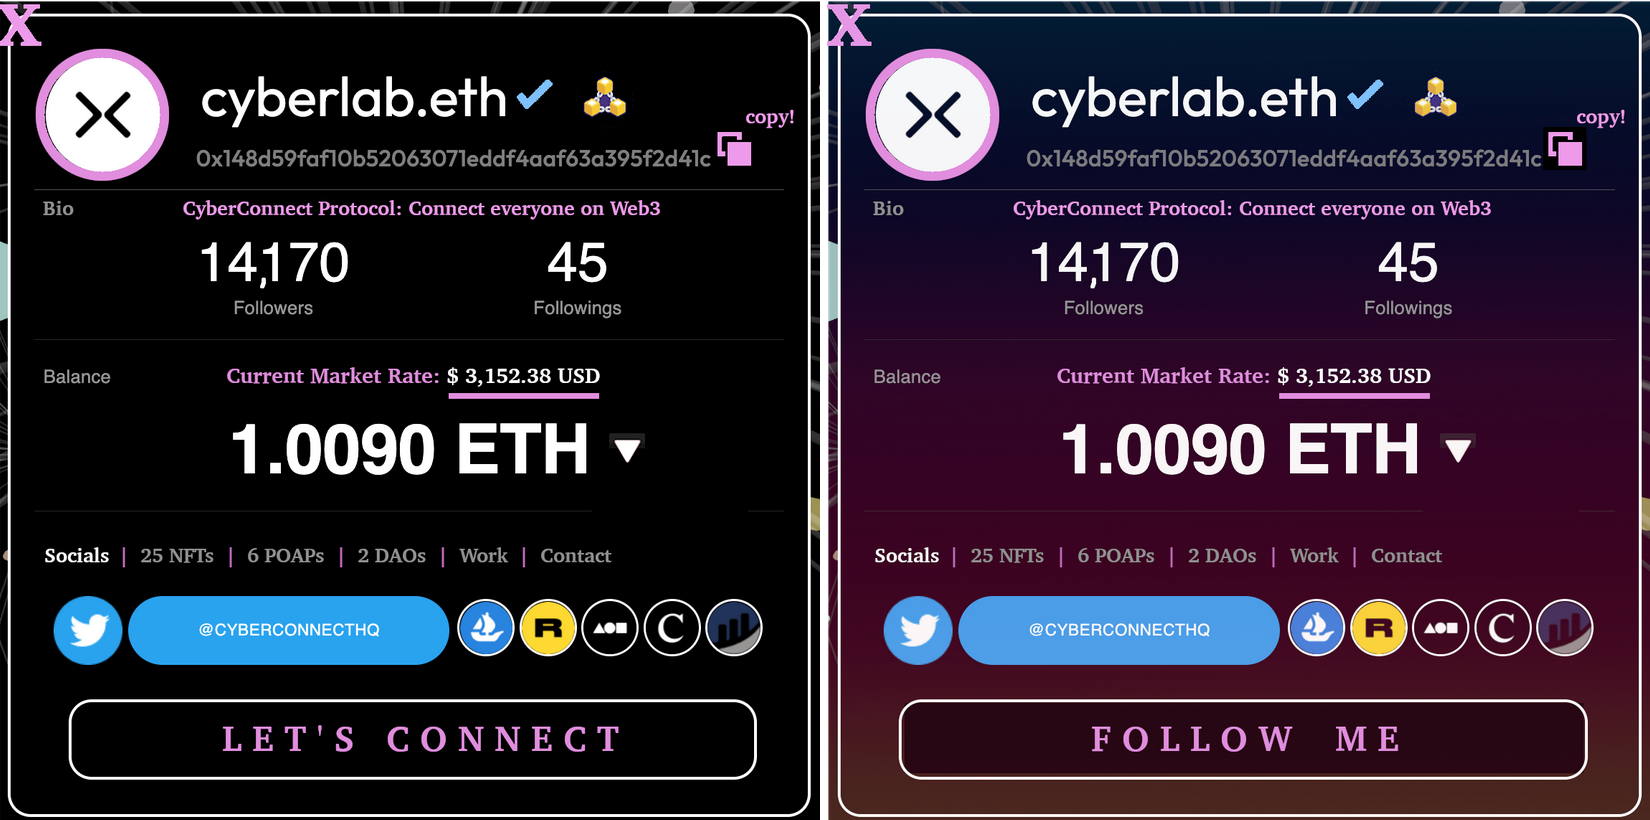 X
cyberlab.eth
copy!
0x148d59faf10b52063071eddf4aaf63a395f2d41c
Bio CyberConnect Protocol: Connect everyone on Web3
14,170 45
Followers Followings
Balance Current Market Rate: $ 3,152.38 USD
1.0090 ETH
Socials | 25 NFTs | 6 POAPs | 2 DAOs | Work | Contact
@CYBERCONNECTHQ R C
LET'S CONNECT
X
cyberlab.eth
copy!
0x148d59faf10b52063071eddf4aaf63a395f2d41c
Bio CyberConnect Protocol: Connect everyone on Web3
14,170 45
Followers Followings
Balance Current Market Rate: $ 3,152.38 USD
1.0090 ETH
Socials | 25 NFTs | 6 POAPs | 2 DAOs | Work | Contact
@CYBERCONNECTHQ R C
FOLLOW ME